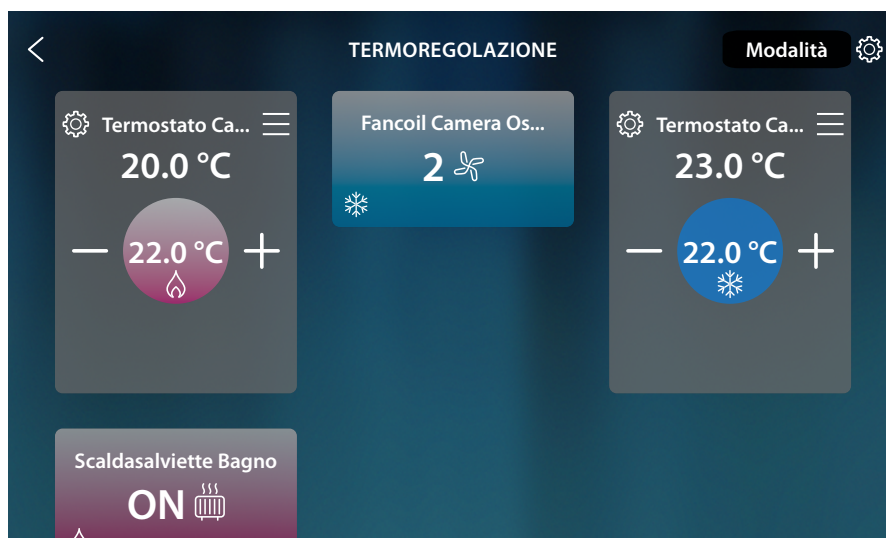 TERMOREGOLAZIONE
Modalità
Termostato Ca...
20.0 °C
22.0 °C
Fancoil Camera Os...
2
Termostato Ca...
23.0 °C
22.0 °C
Scaldasalviette Bagno
ON